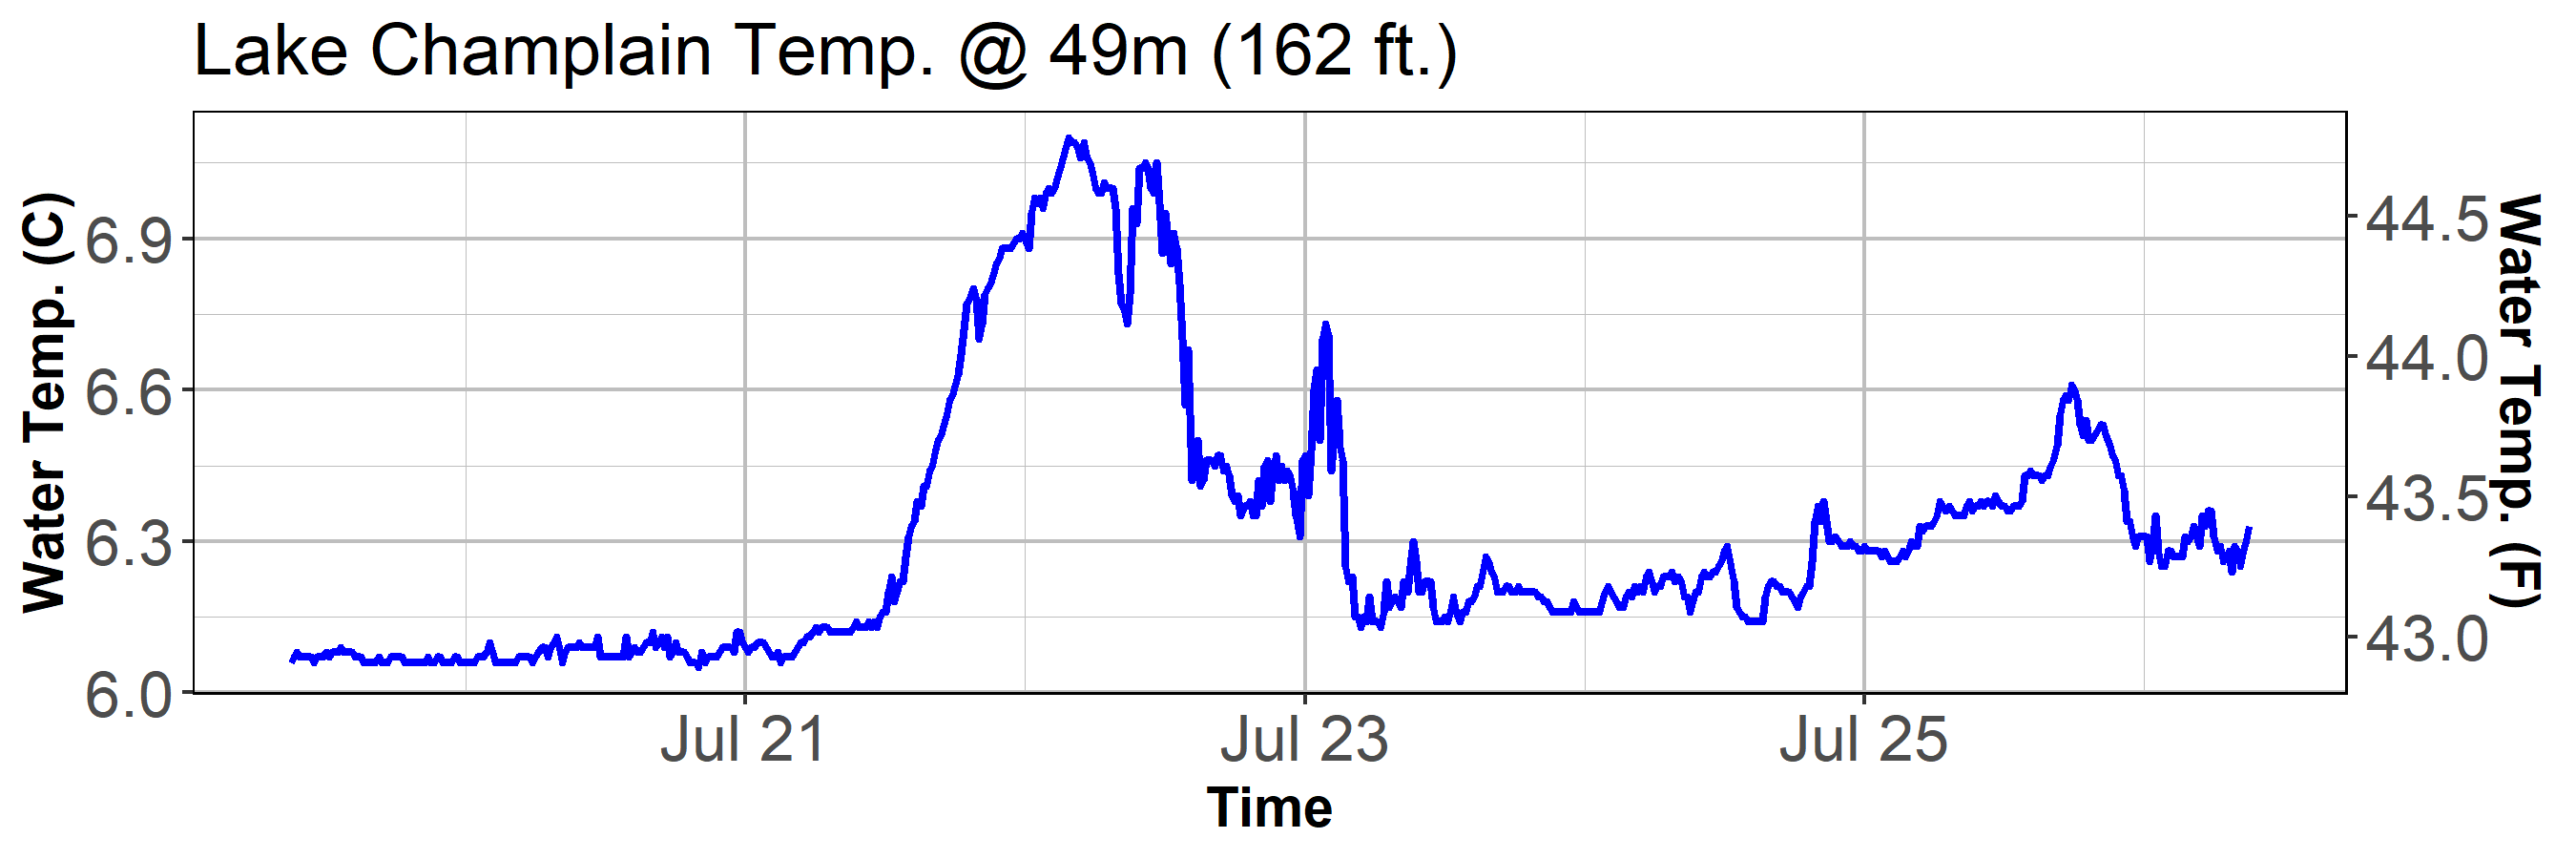 Lake Champlain Temp. @ 49m (162 ft.)
Water Temp. (C)
6.9
6.6
6.3
6.0
44.5
44.0
43.5
43.0
Water Temp. (F)
Jul 21 Jul 23 Jul 25
Time